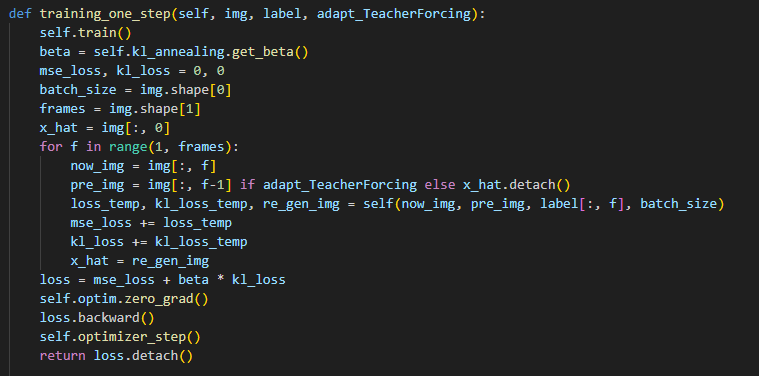 def training_one_step(self, img, label, adapt_TeacherForcing):
    self.train()
    beta = self.kl_annealing.get_beta()
    mse_loss, kl_loss = 0, 0
    batch_size = img.shape[0]
    frames = img.shape[1]
    x_hat = img[:, 0]
    for f in range(1, frames):
        now_img = img[:, f]
        pre_img = img[:, f-1] if adapt_TeacherForcing else x_hat.detach()
        loss_temp, kl_loss_temp, re_gen_img = self(now_img, pre_img, label[:, f], batch_size)
        mse_loss += loss_temp
        kl_loss += kl_loss_temp
        x_hat = re_gen_img
    loss = mse_loss + beta * kl_loss
    self.optim.zero_grad()
    loss.backward()
    self.optimizer_step()
    return loss.detach()